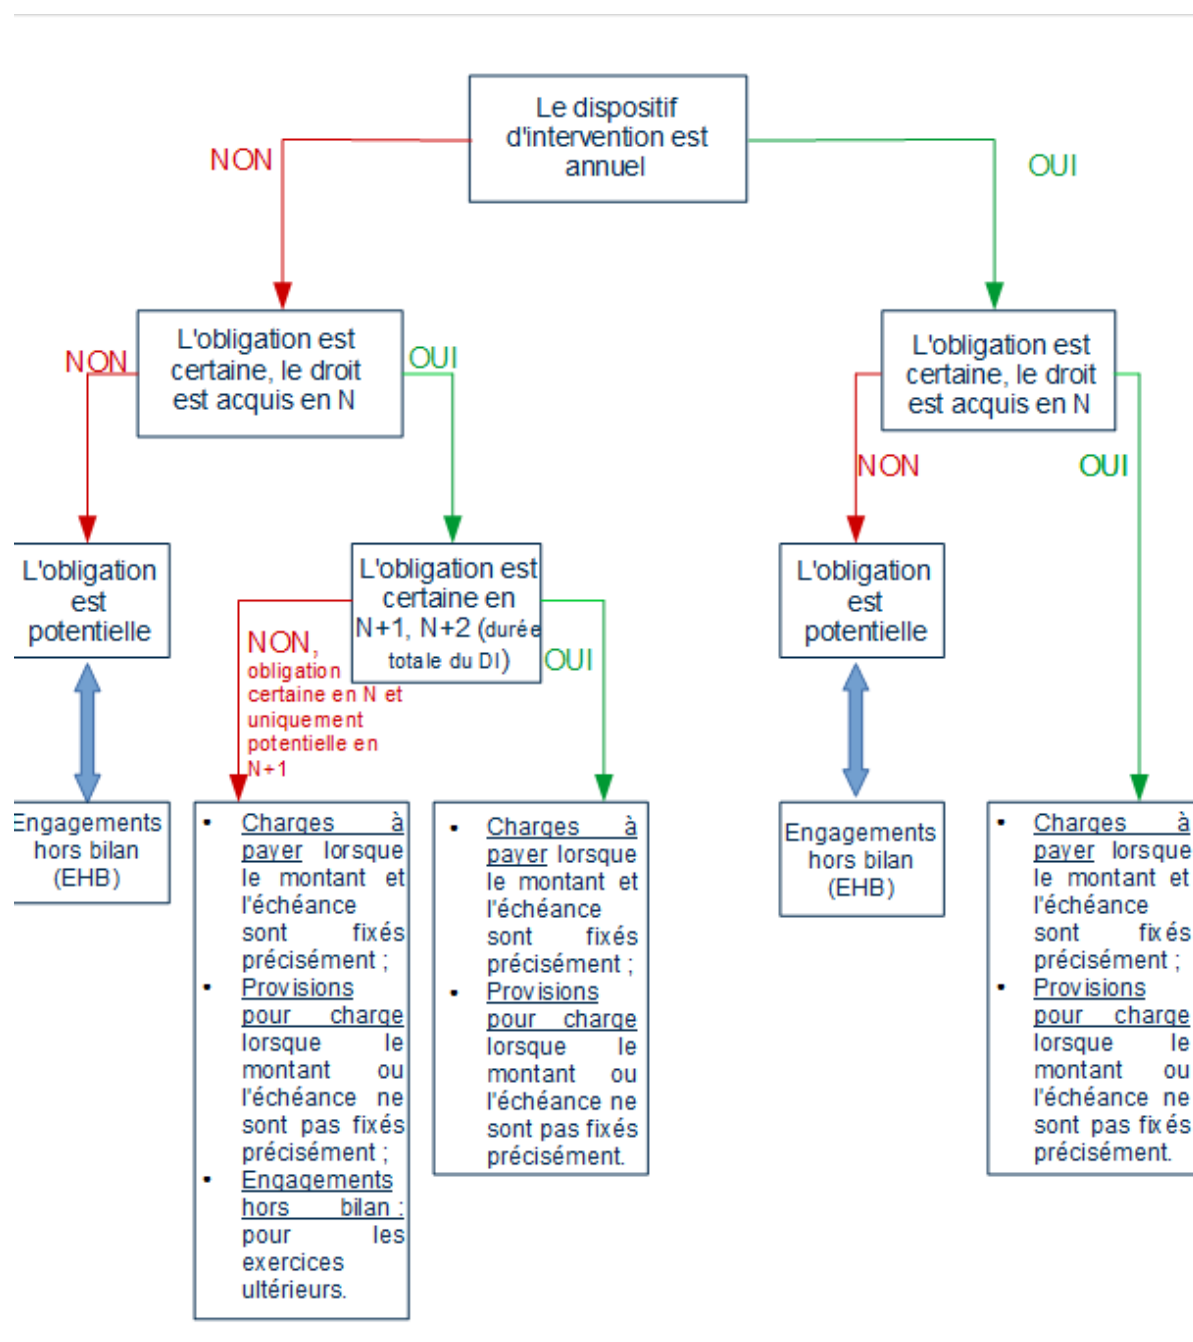 Le dispositif
d'intervention est
annuel
NON
OUI
L'obligation est
certaine, le droit
est acquis en N
L'obligation est
certaine, le droit
est acquis en N
NON
OUI
NON
OUI
L'obligation
est
potentielle
L'obligation est
certaine en
N+1, N+2 (durée
totale du DI)
L'obligation
est
potentielle
NON,
obligation
certaine en N et
uniquement
potentielle en
N+1
OUI
Engagements
hors bilan
(EHB)
• Charges à
payer lorsque
le montant et
l'échéance
sont fixés
précisément ;
• Provisions
pour charge
lorsque le
montant ou
l'échéance ne
sont pas fixés
précisément ;
• Engagements
hors bilan :
pour les
exercices
ultérieurs.
• Charges à
payer lorsque
le montant et
l'échéance
sont fixés
précisément ;
• Provisions
pour charge
lorsque le
montant ou
l'échéance ne
sont pas fixés
précisément.
Engagements
hors bilan
(EHB)
• Charges à
payer lorsque
le montant et
l'échéance
sont fixés
précisément ;
• Provisions
pour charge
lorsque le
montant ou
l'échéance ne
sont pas fixés
précisément.